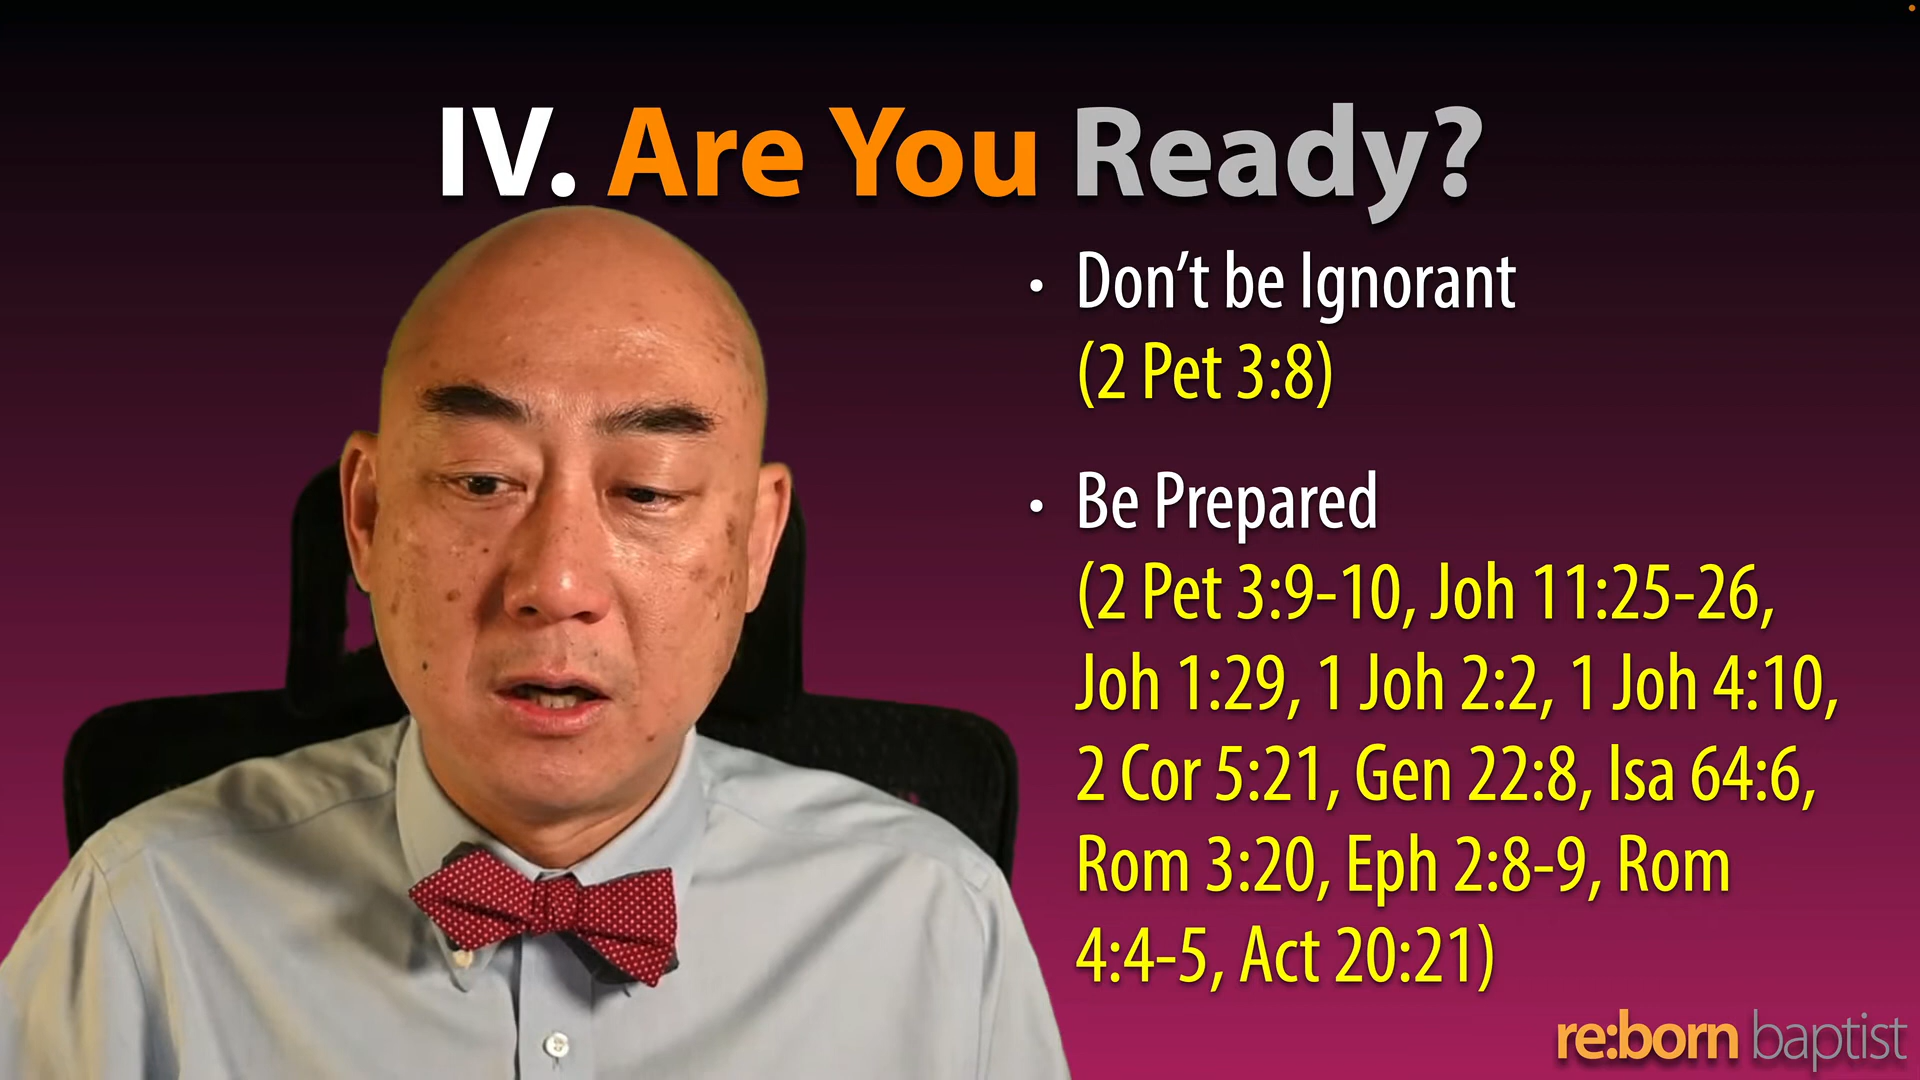 IV. Are You Ready?
• Don’t be Ignorant
(2 Pet 3:8)
• Be Prepared
(2 Pet 3:9-10, Joh 11:25-26,
Joh 1:29, 1 Joh 2:2, 1 Joh 4:10,
2 Cor 5:21, Gen 22:8, Isa 64:6,
Rom 3:20, Eph 2:8-9, Rom
4:4-5, Act 20:21)
re:born baptist